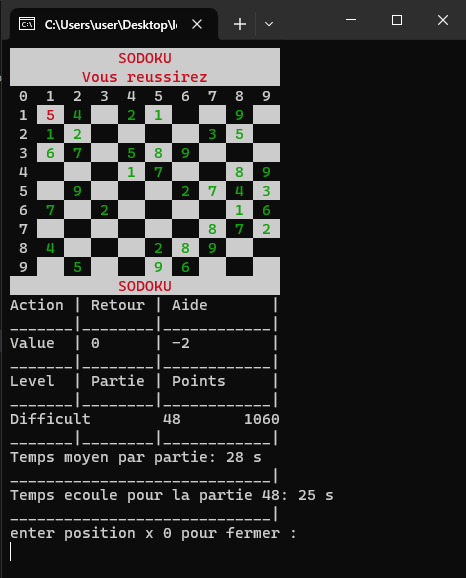 C:\Users\user\Desktop\
SODOKU
Vous reussirez
0 1 2 3 4 5 6 7 8 9
1 5 4 2 1 9
2 1 2 3 5
3 6 7 5 8 9
4 1 7 8 9
5 9 2 7 4 3
6 7 2 1 6
7 8 7 2
8 4 2 8 9
9 5 9 6
SODOKU
Action | Retour | Aide |
_______|________|____________|
Value | 0 | -2 |
_______|________|____________|
Level | Partie | Points |
_______|________|____________|
Difficult 48 1060
_______|________|____________|
Temps moyen par partie: 28 s
_____________________________|
Temps ecoule pour la partie 48: 25 s
_____________________________|
enter position x 0 pour fermer :